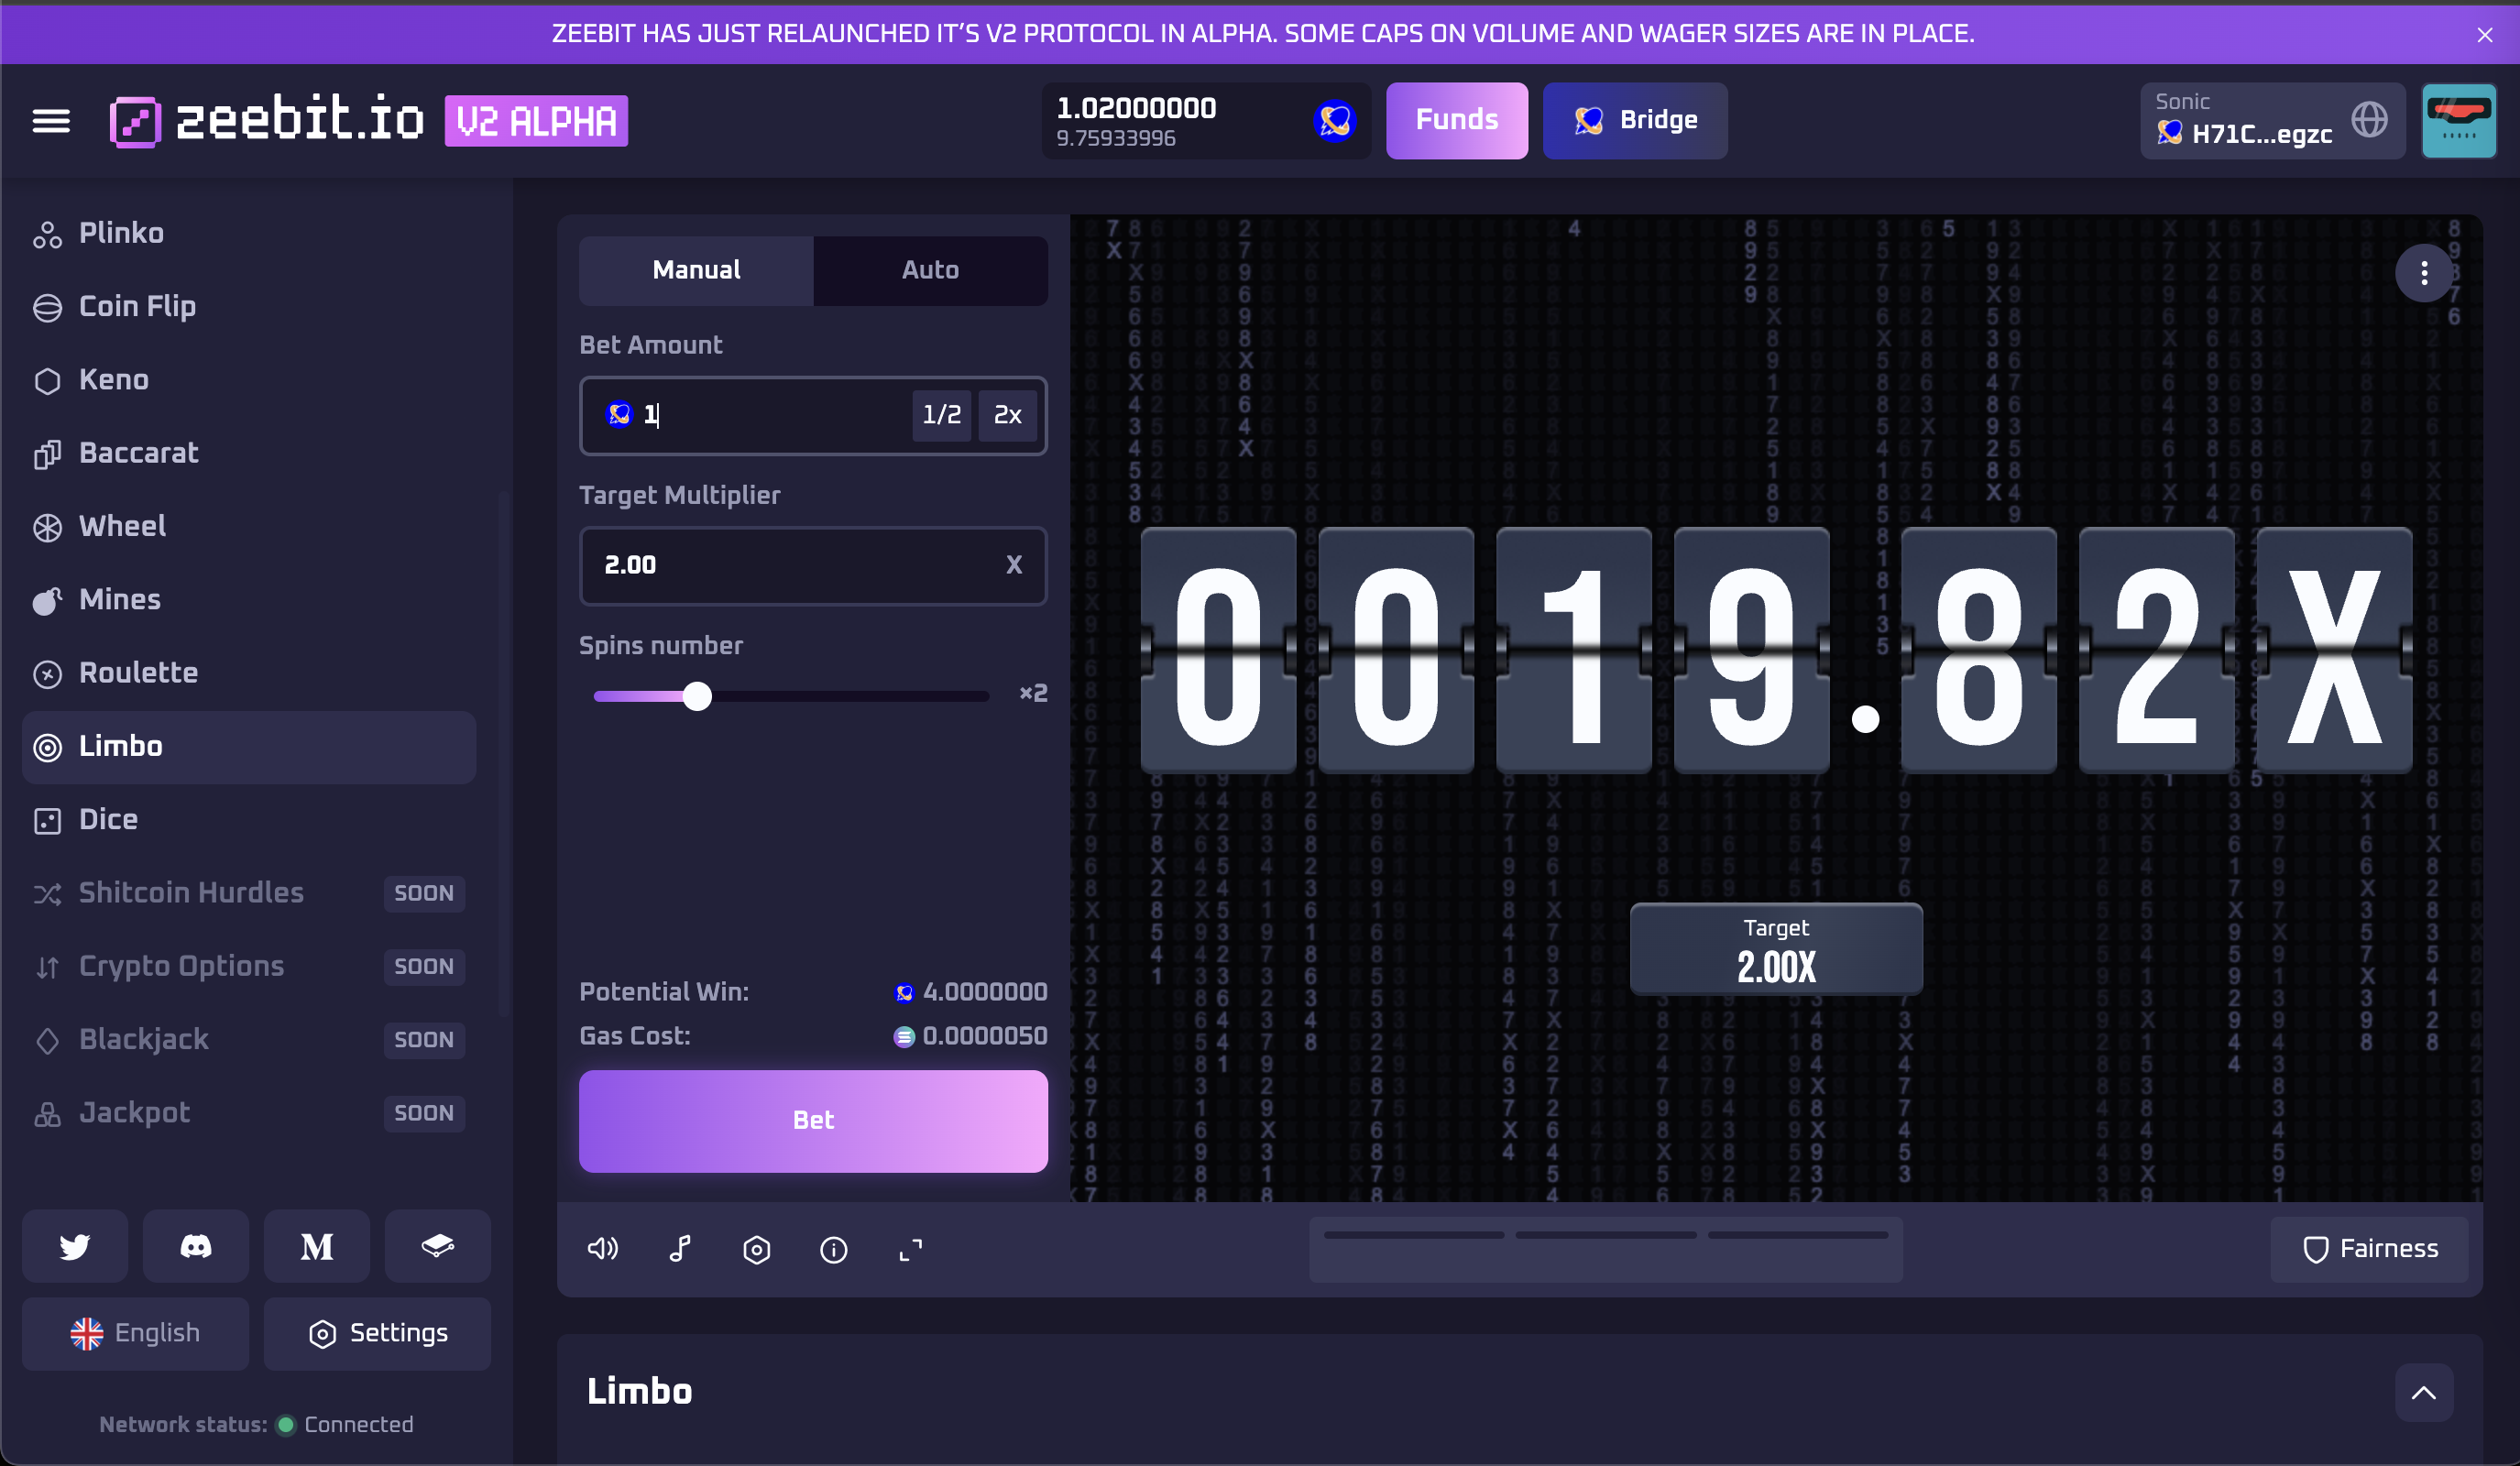 ZEEBIT HAS JUST RELAUNCHED IT’S V2 PROTOCOL IN ALPHA. SOME CAPS ON VOLUME AND WAGER SIZES ARE IN PLACE.
zeebit.io V2 ALPHA
1.02000000
9.75933996
Funds
Bridge
Sonic
H71C...egzc
Plinko
Coin Flip
Keno
Baccarat
Wheel
Mines
Roulette
Limbo
Dice
Shitcoin Hurdles SOON
Crypto Options SOON
Blackjack SOON
Jackpot SOON
English
Settings
Network status: Connected
Manual Auto
Bet Amount
1 1/2 2x
Target Multiplier
2.00 X
Spins number
×2
Potential Win: 4.0000000
Gas Cost: 0.0000050
Bet
0019.82X
Target
2.00X
Fairness
Limbo